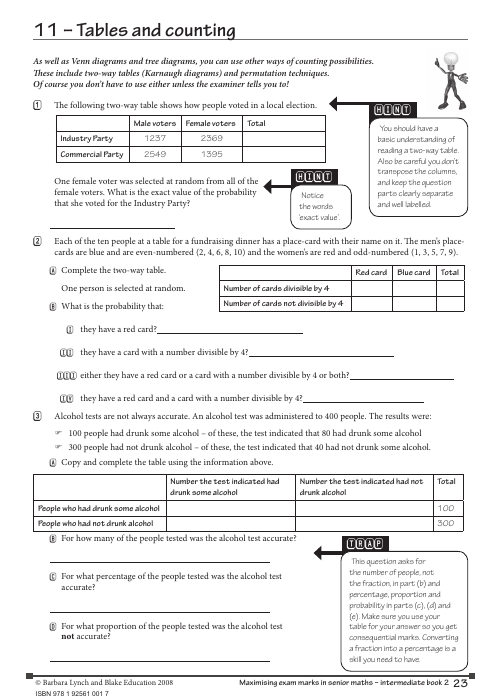 11 – Tables and counting
As well as Venn diagrams and tree diagrams, you can use other ways of counting possibilities.
These include two-way tables (Karnaugh diagrams) and permutation techniques.
Of course you don't have to use either unless the examiner tells you to!
1 The following two-way table shows how people voted in a local election.
HINT
You should have a
basic understanding of
reading a two-way table.
Also be careful you don't
transpose the columns,
and keep the question
parts clearly separate
and well labelled.
Male voters Female voters Total
Industry Party 1237 2369
Commercial Party 2549 1395
One female voter was selected at random from all of the
female voters. What is the exact value of the probability
that she voted for the Industry Party?
HINT
Notice
the words
'exact value'.
2 Each of the ten people at a table for a fundraising dinner has a place-card with their name on it. The men's place-
cards are blue and are even-numbered (2, 4, 6, 8, 10) and the women's are red and odd-numbered (1, 3, 5, 7, 9).
A Complete the two-way table.
One person is selected at random.
Red card Blue card Total
Number of cards divisible by 4
Number of cards not divisible by 4
B What is the probability that:
I they have a red card?
II they have a card with a number divisible by 4?
III either they have a red card or a card with a number divisible by 4 or both?
IV they have a red card and a card with a number divisible by 4?
3 Alcohol tests are not always accurate. An alcohol test was administered to 400 people. The results were:
☞ 100 people had drunk some alcohol – of these, the test indicated that 80 had drunk some alcohol
☞ 300 people had not drunk alcohol – of these, the test indicated that 40 had not drunk some alcohol.
A Copy and complete the table using the information above.
Number the test indicated had
drunk some alcohol
Number the test indicated had not
drunk alcohol
Total
People who had drunk some alcohol 100
People who had not drunk alcohol 300
B For how many of the people tested was the alcohol test accurate?
C For what percentage of the people tested was the alcohol test
accurate?
D For what proportion of the people tested was the alcohol test
not accurate?
TRAP
This question asks for
the number of people, not
the fraction, in part (b) and
percentage, proportion and
probability in parts (c), (d) and
(e). Make sure you use your
table for your answer so you get
consequential marks. Converting
a fraction into a percentage is a
skill you need to have.
© Barbara Lynch and Blake Education 2008
Maximising exam marks in senior maths – intermediate book 2 23
ISBN 978 1 92561 001 7